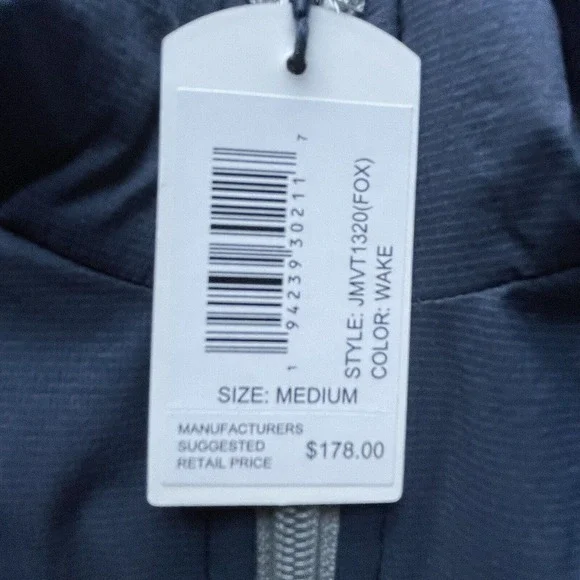 1 94239 30211 7
STYLE: JMVT1320(FOX)
COLOR: WAKE
SIZE: MEDIUM
MANUFACTURERS
SUGGESTED
RETAIL PRICE
$178.00